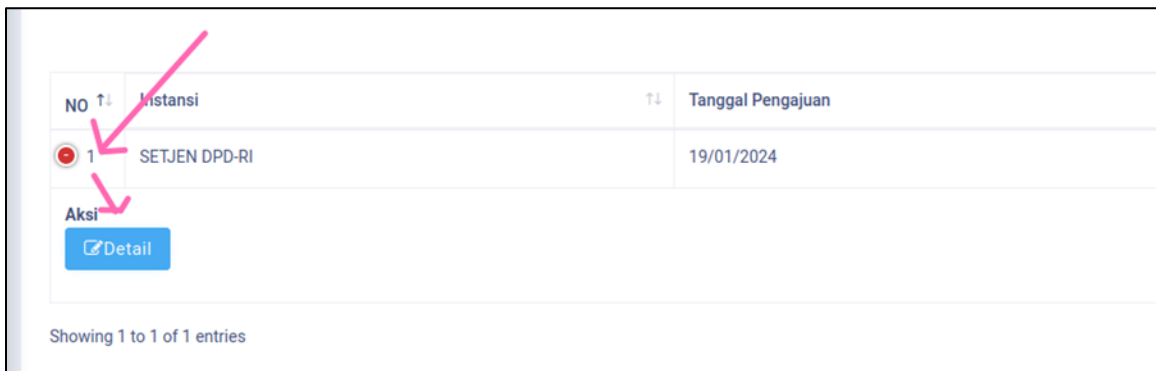 NO Instansi Tanggal Pengajuan
1 SETJEN DPD-RI 19/01/2024
Aksi
Detail
Showing 1 to 1 of 1 entries